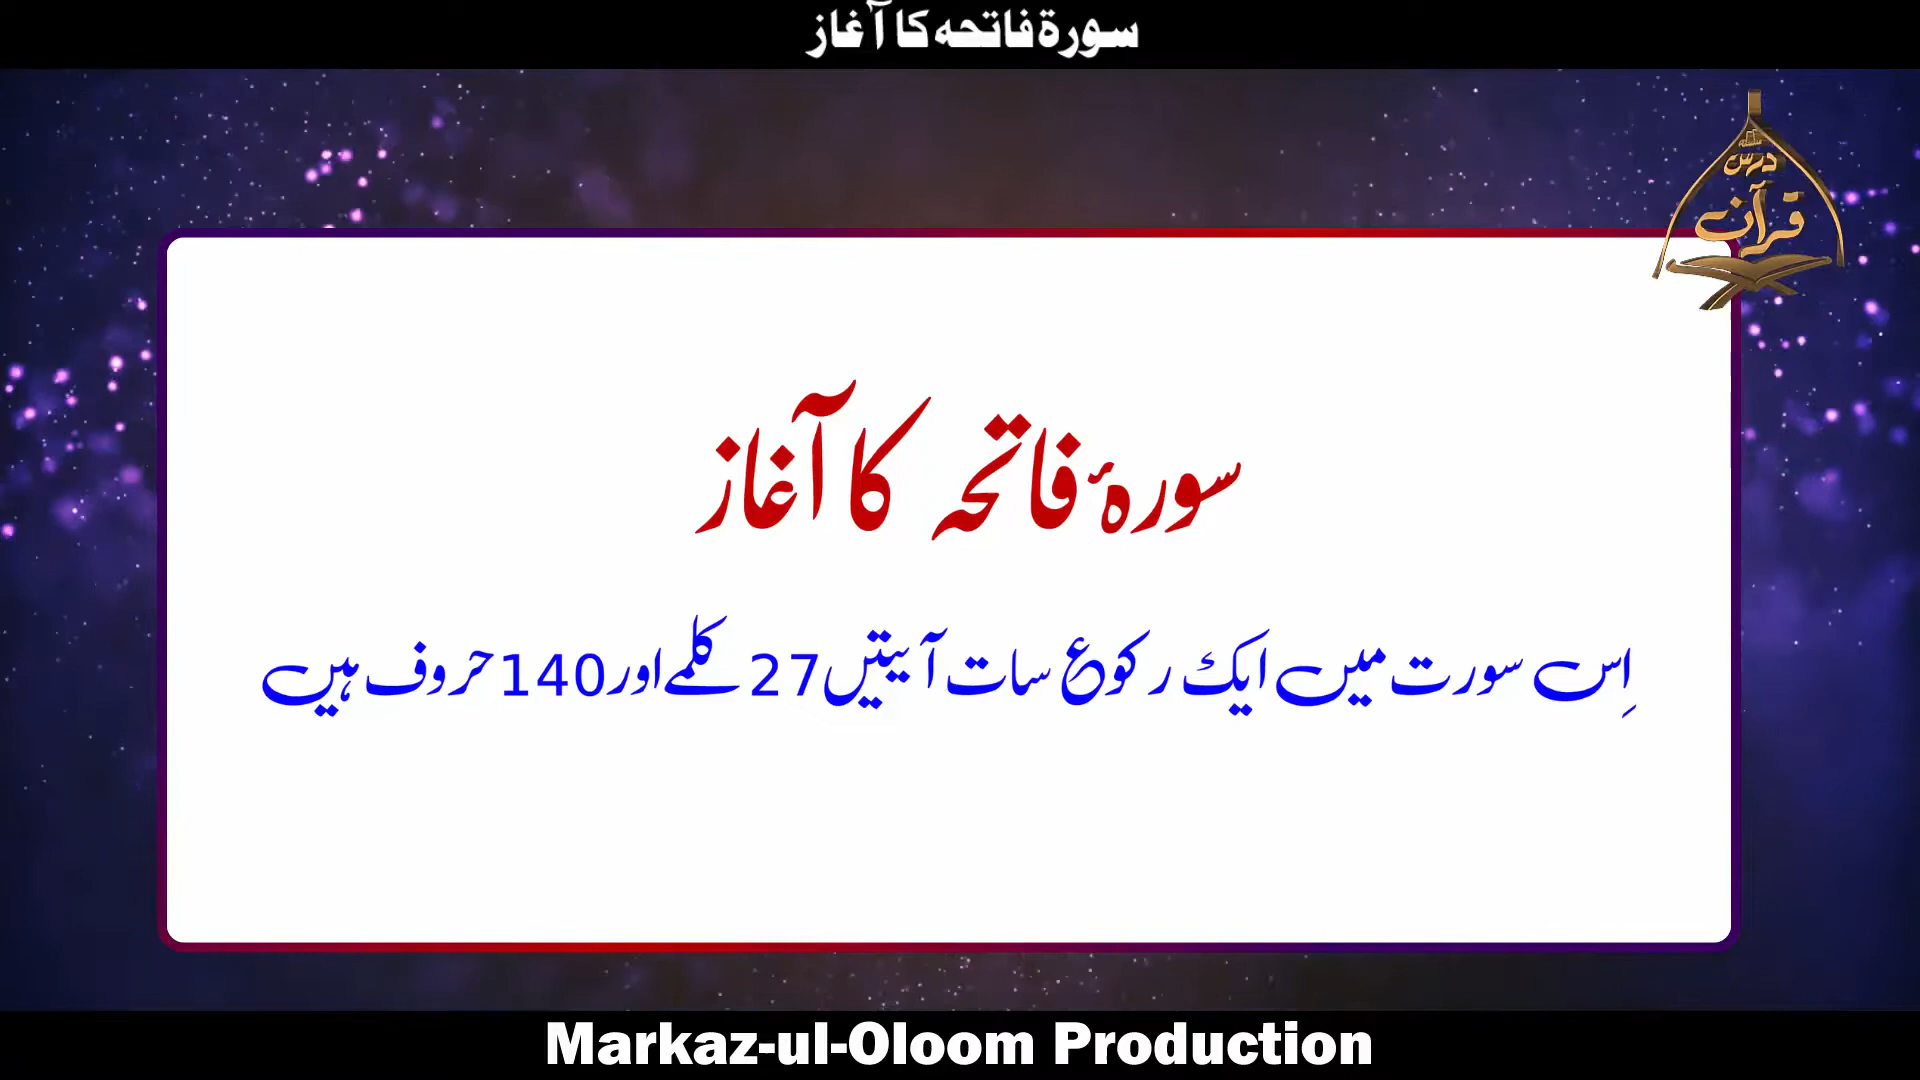 سورۃ فاتحہ کا آغاز
درس
قرآن
سورۂ فاتحہ کا آغاز
اِس سورت میں ایک رکوع سات آیتیں 27 کلمے اور 140 حروف ہیں
Markaz-ul-Oloom Production